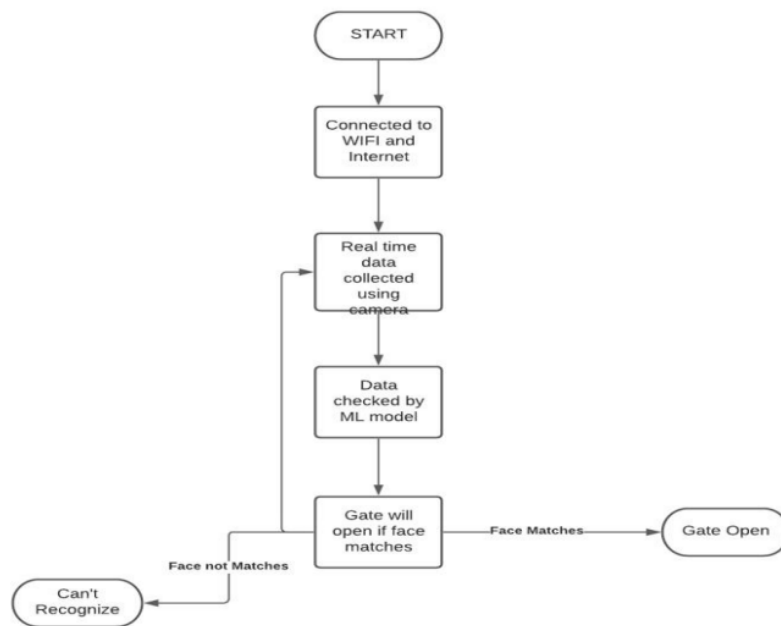 START
Connected to
WIFI and
Internet
Real time
data
collected
using
camera
Data
checked by
ML model
Gate will
open if face
matches
Face Matches
Gate Open
Face not Matches
Can't
Recognize